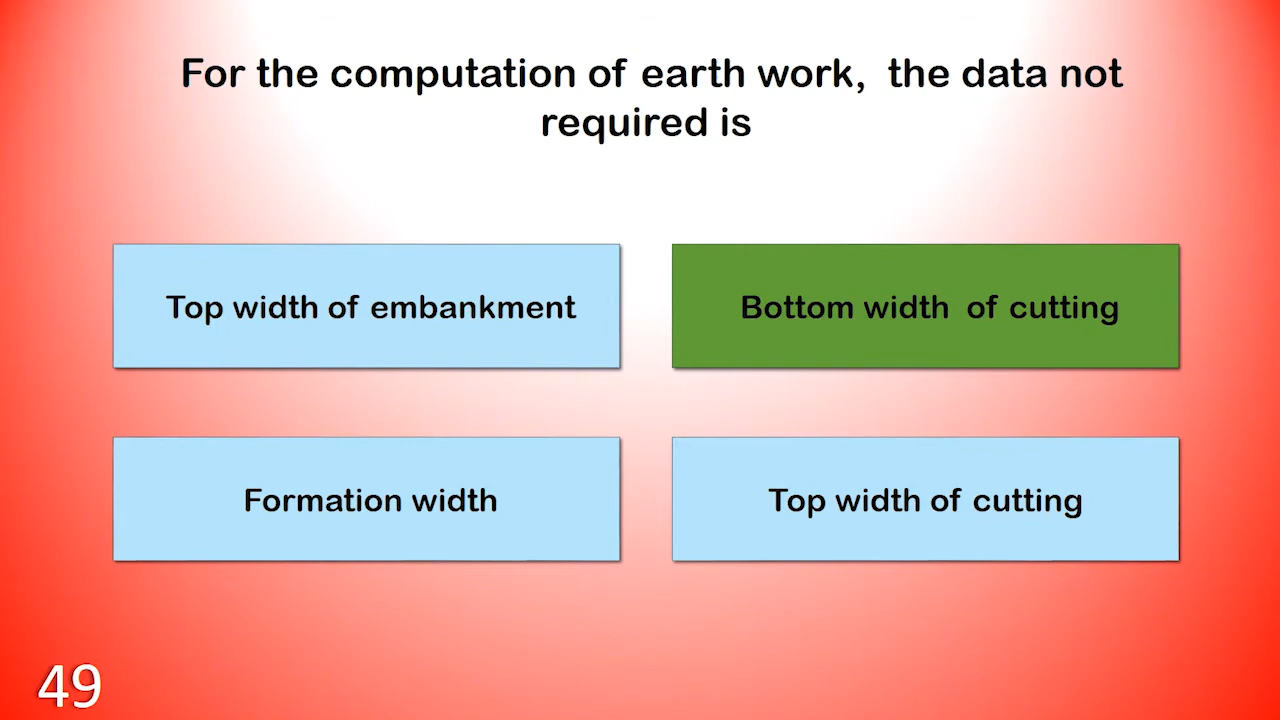 For the computation of earth work, the data not
required is
Top width of embankment
Bottom width of cutting
Formation width
Top width of cutting
49